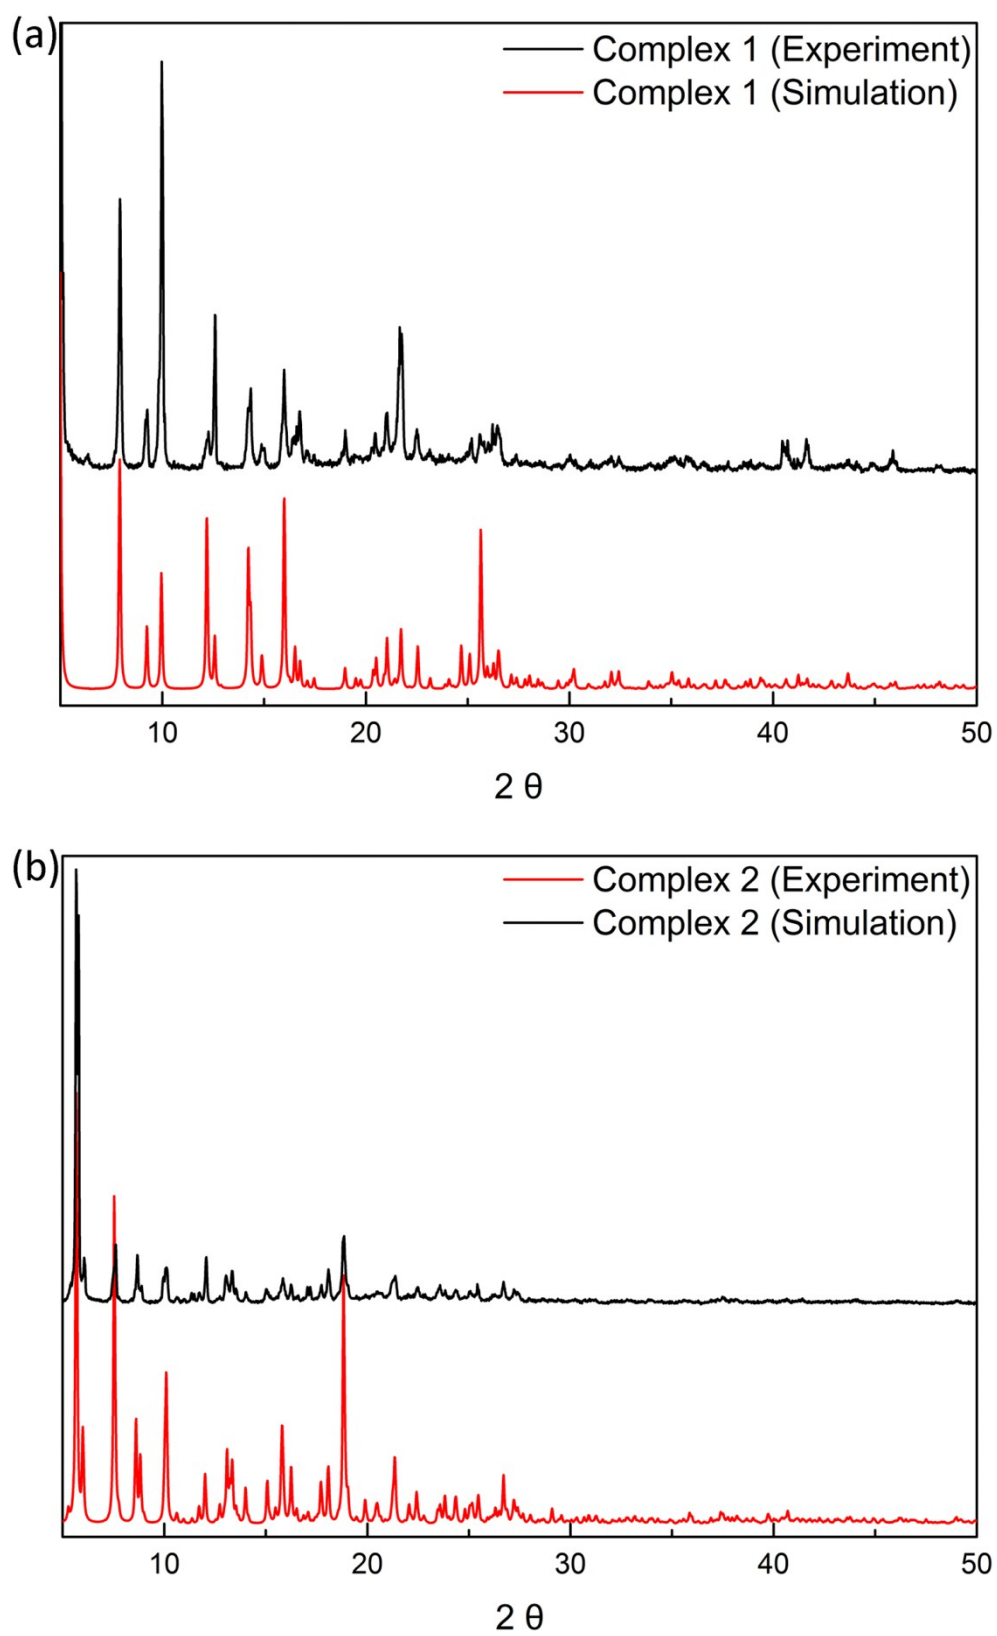 (a)
Complex 1 (Experiment)
Complex 1 (Simulation)
10 20 30 40 50
2 θ
(b)
Complex 2 (Experiment)
Complex 2 (Simulation)
10 20 30 40 50
2 θ